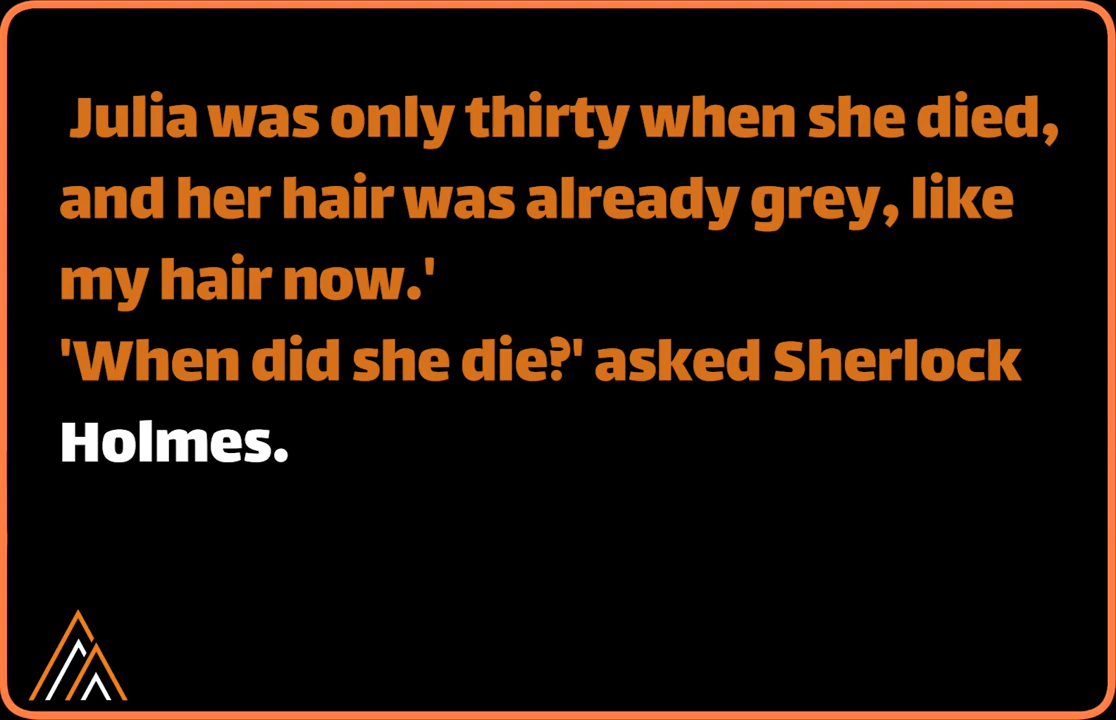 Julia was only thirty when she died,
and her hair was already grey, like
my hair now.'
'When did she die?' asked Sherlock
Holmes.